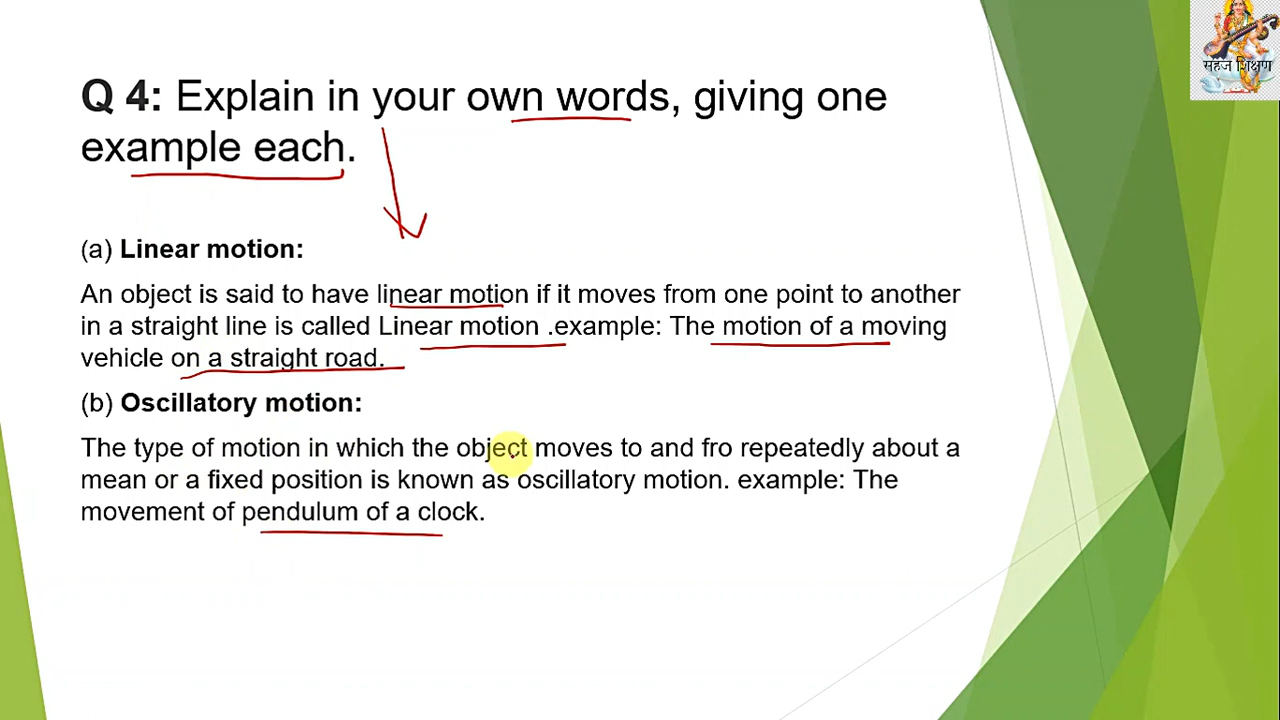 सहज शिक्षण
Q 4: Explain in your own words, giving one
example each.
(a) Linear motion:
An object is said to have linear motion if it moves from one point to another
in a straight line is called Linear motion .example: The motion of a moving
vehicle on a straight road.
(b) Oscillatory motion:
The type of motion in which the object moves to and fro repeatedly about a
mean or a fixed position is known as oscillatory motion. example: The
movement of pendulum of a clock.